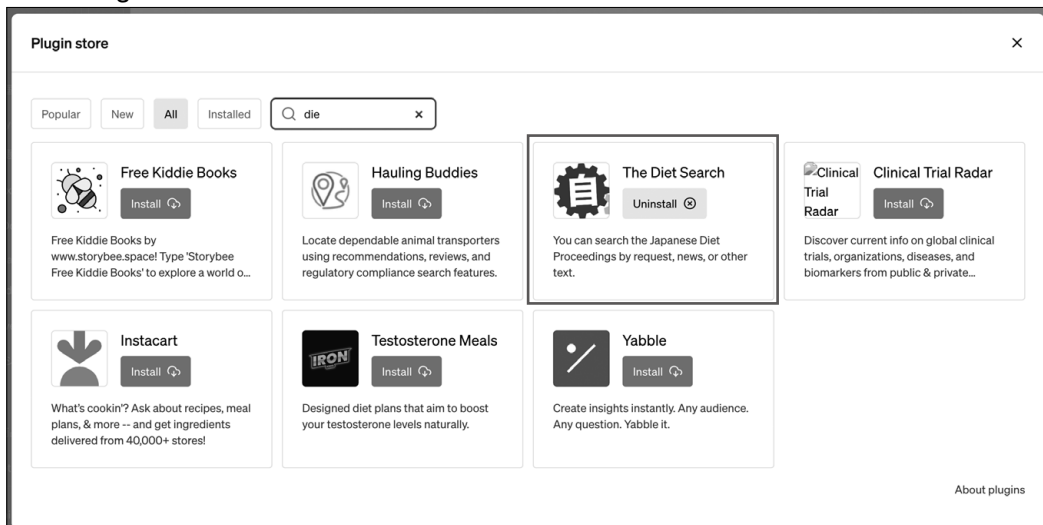 Plugin store
Popular
New
All
Installed
die
Free Kiddie Books
Install
Free Kiddie Books by
www.storybee.space! Type 'Storybee
Free Kiddie Books' to explore a world o...
Hauling Buddies
Install
Locate dependable animal transporters
using recommendations, reviews, and
regulatory compliance search features.
The Diet Search
Uninstall
You can search the Japanese Diet
Proceedings by request, news, or other
text.
Clinical
Trial
Radar
Clinical Trial Radar
Install
Discover current info on global clinical
trials, organizations, diseases, and
biomarkers from public & private...
Instacart
Install
What's cookin'? Ask about recipes, meal
plans, & more -- and get ingredients
delivered from 40,000+ stores!
IRON
Testosterone Meals
Install
Designed diet plans that aim to boost
your testosterone levels naturally.
Yabble
Install
Create insights instantly. Any audience.
Any question. Yabble it.
About plugins